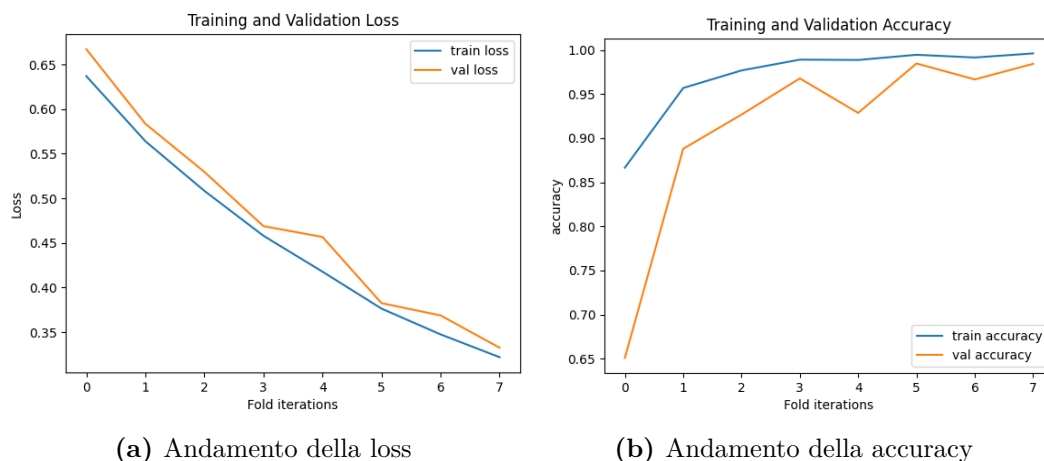 Training and Validation Loss
train loss
val loss
0.65
0.60
0.55
0.50
0.45
0.40
0.35
Loss
0 1 2 3 4 5 6 7
Fold iterations
(a) Andamento della loss
Training and Validation Accuracy
1.00
0.95
0.90
0.85
0.80
0.75
0.70
0.65
accuracy
train accuracy
val accuracy
0 1 2 3 4 5 6 7
Fold iterations
(b) Andamento della accuracy